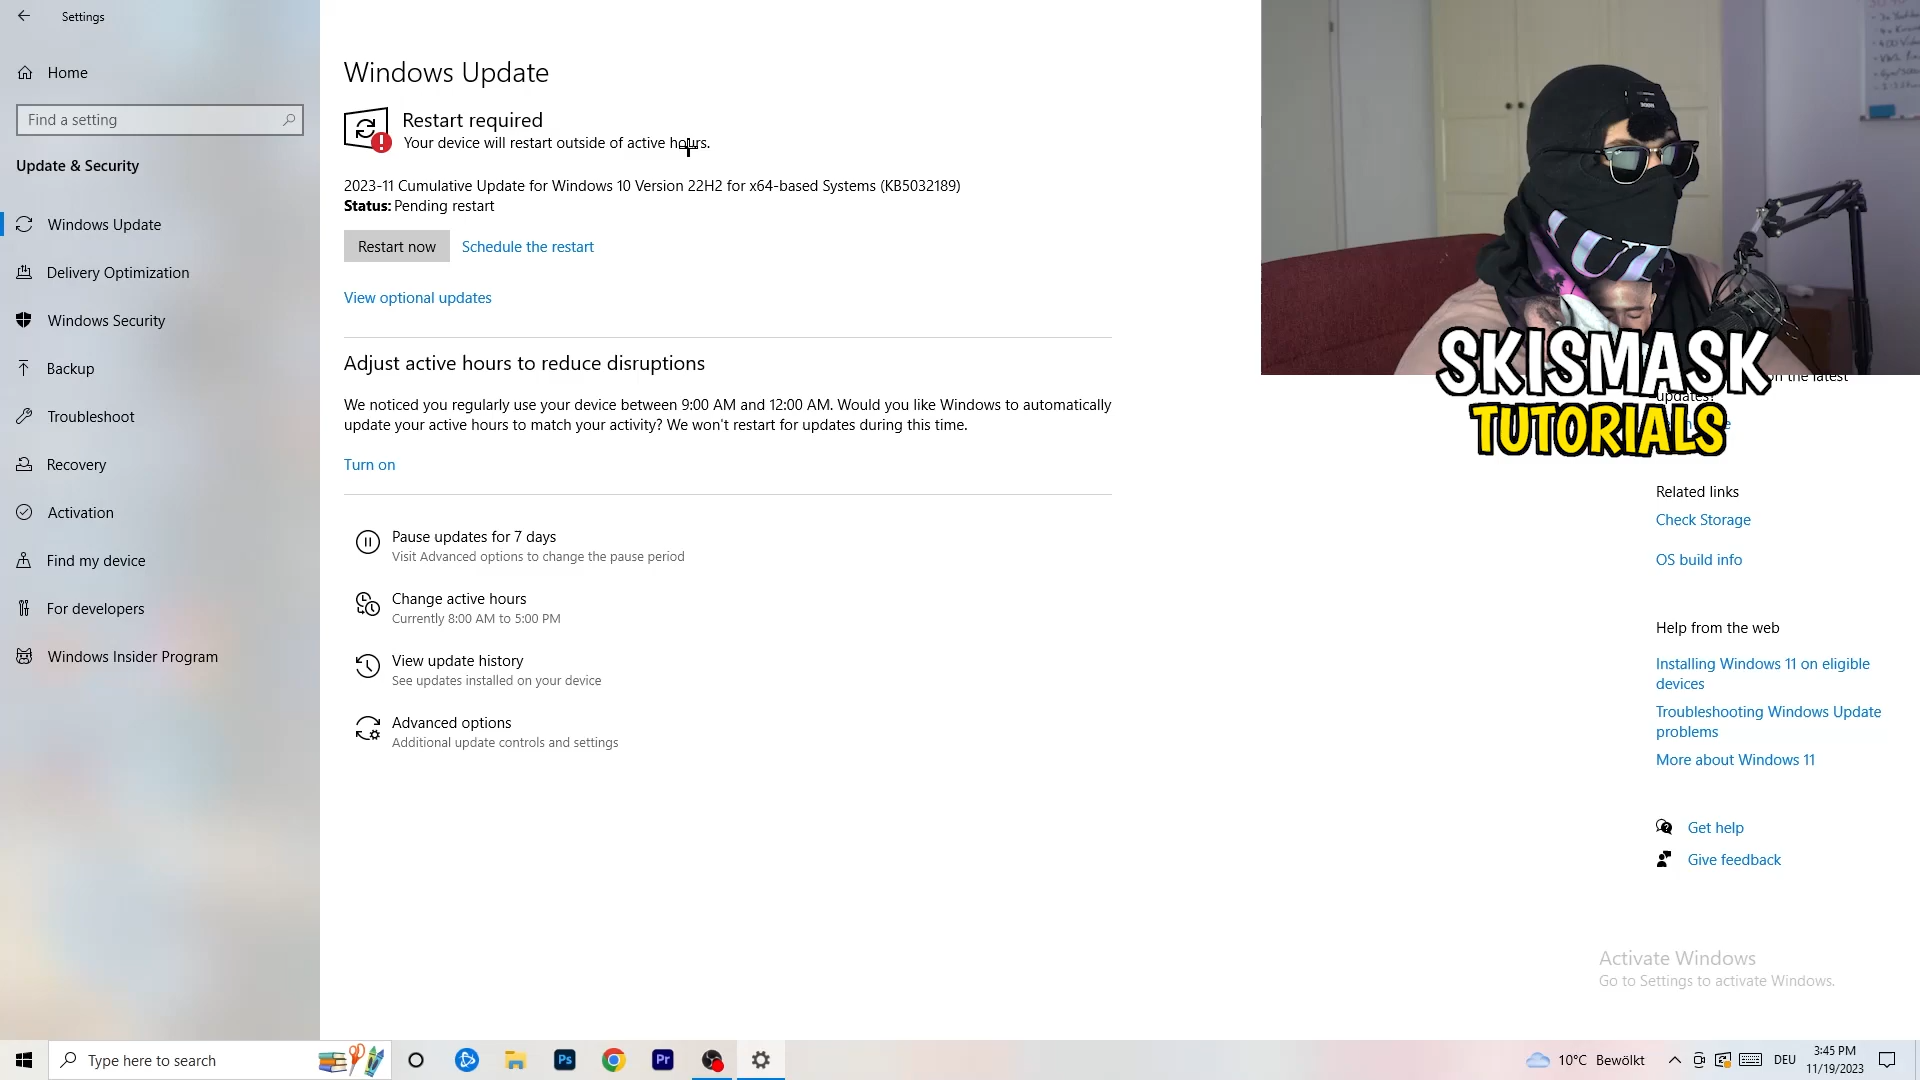 Settings
Home
Find a setting
Update & Security
Windows Update
Delivery Optimization
Windows Security
Backup
Troubleshoot
Recovery
Activation
Find my device
For developers
Windows Insider Program
Windows Update
Restart required
Your device will restart outside of active hours.
2023-11 Cumulative Update for Windows 10 Version 22H2 for x64-based Systems (KB5032189)
Status: Pending restart
Restart now
Schedule the restart
View optional updates
Adjust active hours to reduce disruptions
We noticed you regularly use your device between 9:00 AM and 12:00 AM. Would you like Windows to automatically
update your active hours to match your activity? We won't restart for updates during this time.
Turn on
Pause updates for 7 days
Visit Advanced options to change the pause period
Change active hours
Currently 8:00 AM to 5:00 PM
View update history
See updates installed on your device
Advanced options
Additional update controls and settings
SKISMASK
TUTORIALS
on the latest
updates?
Related links
Check Storage
OS build info
Help from the web
Installing Windows 11 on eligible
devices
Troubleshooting Windows Update
problems
More about Windows 11
Get help
Give feedback
Activate Windows
Go to Settings to activate Windows.
Type here to search
Ps
Pr
10°C Bewölkt
DEU
3:45 PM
11/19/2023